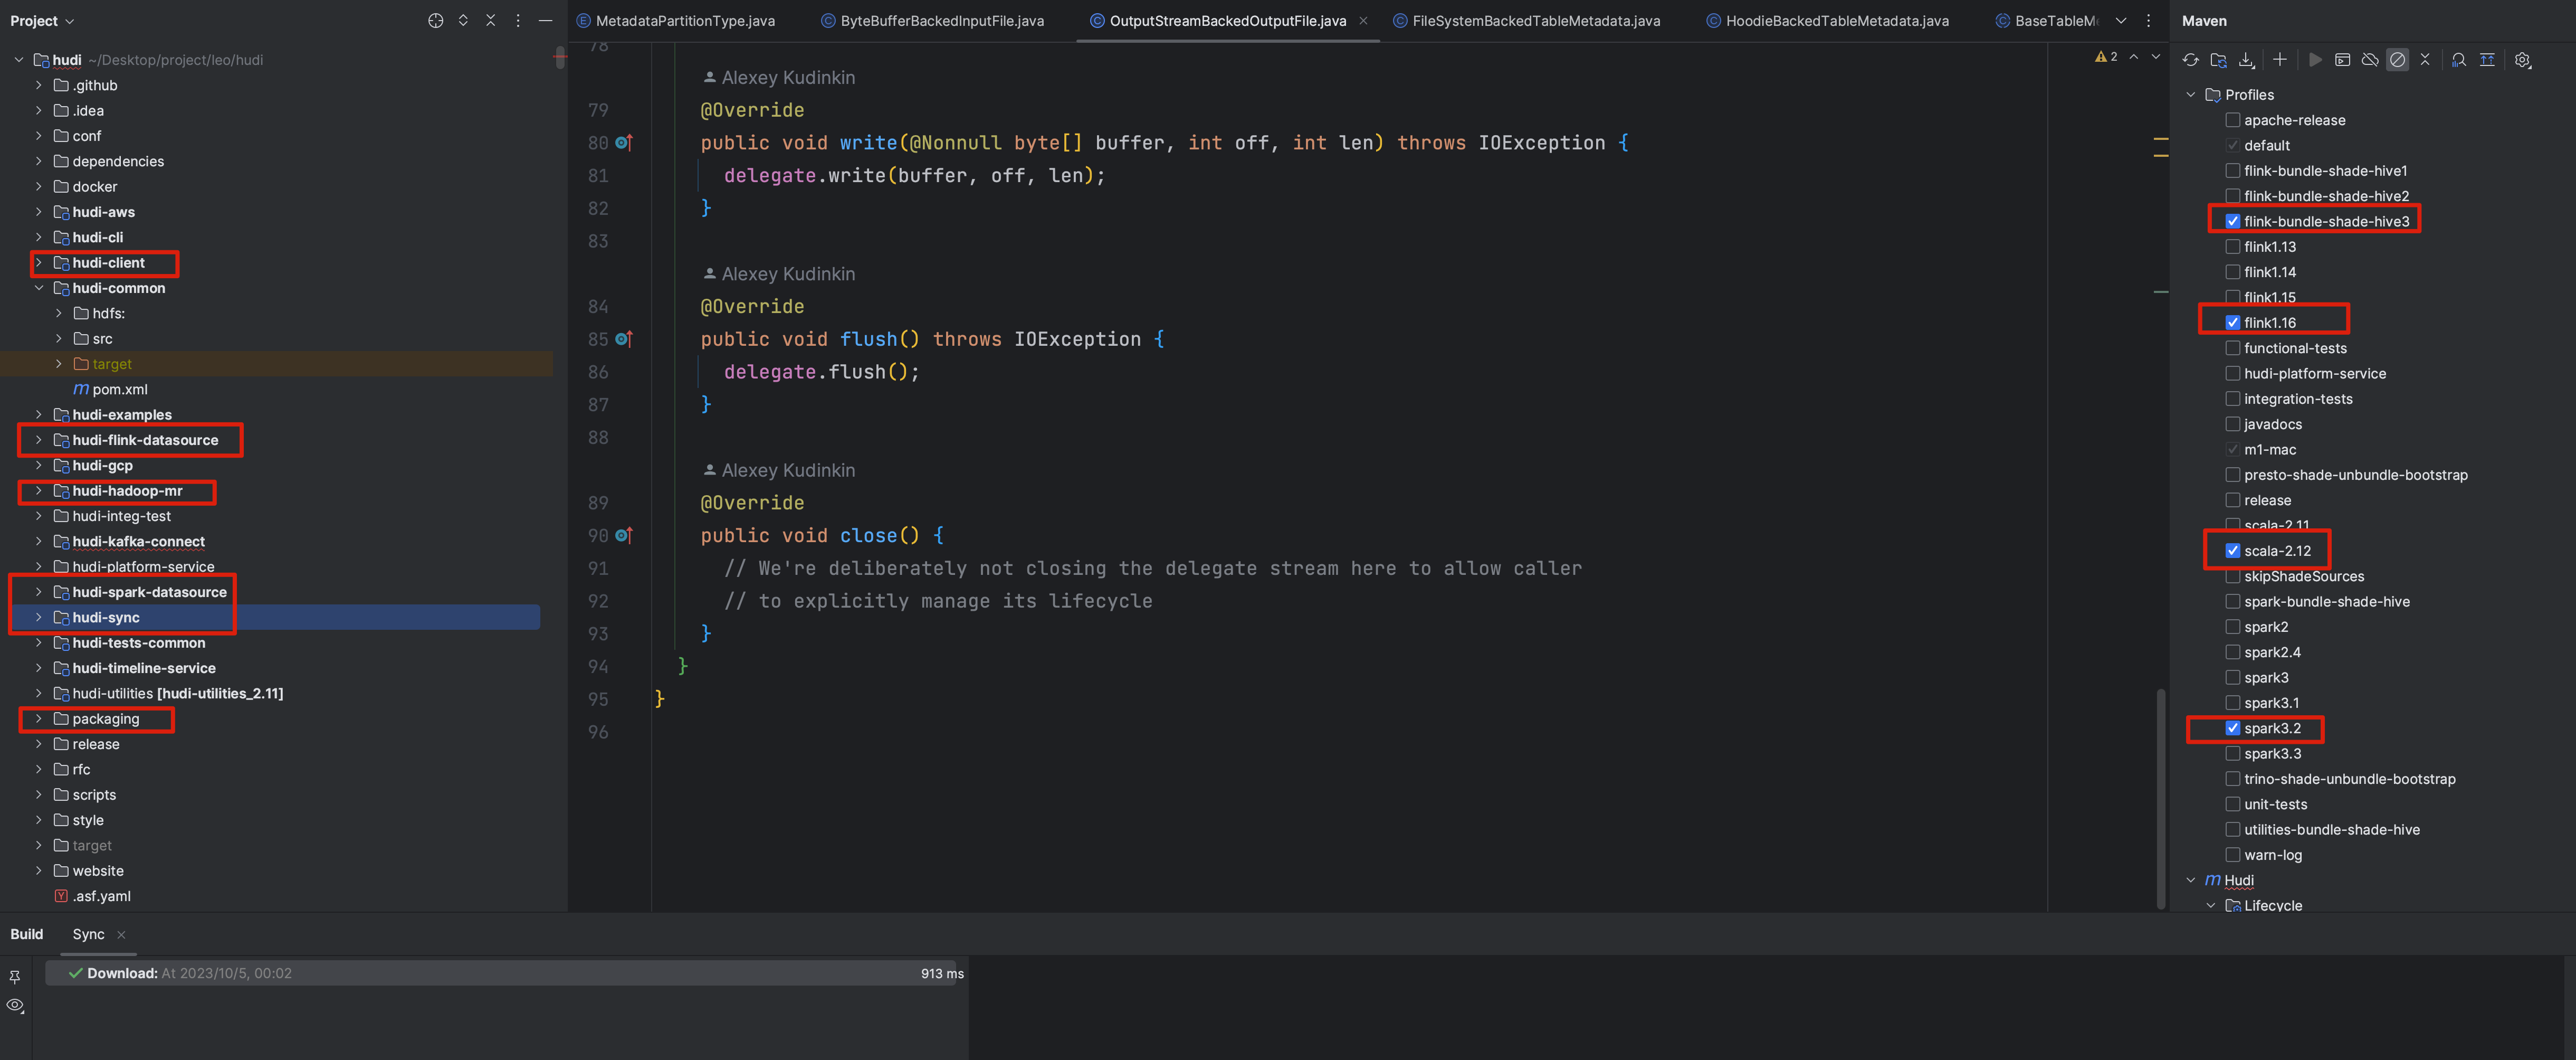 Project
hudi ~/Desktop/project/leo/hudi
.github
.idea
conf
dependencies
docker
hudi-aws
hudi-cli
hudi-client
hudi-common
hdfs:
src
target
m pom.xml
hudi-examples
hudi-flink-datasource
hudi-gcp
hudi-hadoop-mr
hudi-integ-test
hudi-kafka-connect
hudi-platform-service
hudi-spark-datasource
hudi-sync
hudi-tests-common
hudi-timeline-service
hudi-utilities [hudi-utilities_2.11]
packaging
release
rfc
scripts
style
target
website
Y .asf.yaml
E MetadataPartitionType.java
C ByteBufferBackedInputFile.java
C OutputStreamBackedOutputFile.java
C FileSystemBackedTableMetadata.java
C HoodieBackedTableMetadata.java
C BaseTableM
2
78
Alexey Kudinkin
79 @Override
80 public void write(@Nonnull byte[] buffer, int off, int len) throws IOException {
81 delegate.write(buffer, off, len);
82 }
83
Alexey Kudinkin
84 @Override
85 public void flush() throws IOException {
86 delegate.flush();
87 }
88
Alexey Kudinkin
89 @Override
90 public void close() {
91 // We're deliberately not closing the delegate stream here to allow caller
92 // to explicitly manage its lifecycle
93 }
94 }
95 }
96
Maven
Profiles
apache-release
default
flink-bundle-shade-hive1
flink-bundle-shade-hive2
flink-bundle-shade-hive3
flink1.13
flink1.14
flink1.15
flink1.16
functional-tests
hudi-platform-service
integration-tests
javadocs
m1-mac
presto-shade-unbundle-bootstrap
release
scala-2.11
scala-2.12
skipShadeSources
spark-bundle-shade-hive
spark2
spark2.4
spark3
spark3.1
spark3.2
spark3.3
trino-shade-unbundle-bootstrap
unit-tests
utilities-bundle-shade-hive
warn-log
m Hudi
Lifecycle
Build Sync
Download: At 2023/10/5, 00:02 913 ms